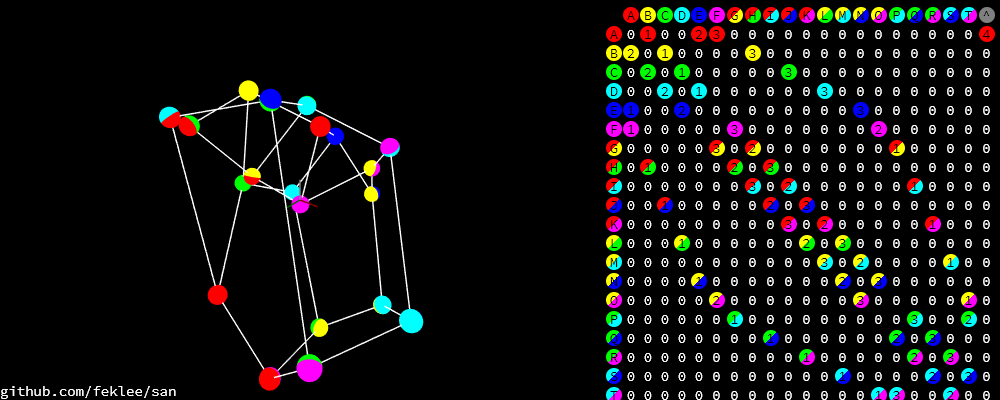 A B C D E F G H I J K L M N O P Q R S T ^
A 0 1 0 0 2 3 0 0 0 0 0 0 0 0 0 0 0 0 0 0 4
B 2 0 1 0 0 0 0 3 0 0 0 0 0 0 0 0 0 0 0 0 0
C 0 2 0 1 0 0 0 0 0 3 0 0 0 0 0 0 0 0 0 0 0
D 0 0 2 0 1 0 0 0 0 0 0 3 0 0 0 0 0 0 0 0 0
E 1 0 0 2 0 0 0 0 0 0 0 0 0 3 0 0 0 0 0 0 0
F 1 0 0 0 0 0 3 0 0 0 0 0 0 0 2 0 0 0 0 0 0
G 0 0 0 0 0 3 0 2 0 0 0 0 0 0 0 1 0 0 0 0 0
H 0 1 0 0 0 0 2 0 3 0 0 0 0 0 0 0 0 0 0 0 0
I 0 0 0 0 0 0 0 3 0 2 0 0 0 0 0 0 1 0 0 0 0
J 0 0 1 0 0 0 0 0 2 0 3 0 0 0 0 0 0 0 0 0 0
K 0 0 0 0 0 0 0 0 0 3 0 2 0 0 0 0 0 1 0 0 0
L 0 0 0 1 0 0 0 0 0 0 2 0 3 0 0 0 0 0 0 0 0
M 0 0 0 0 0 0 0 0 0 0 0 3 0 2 0 0 0 0 1 0 0
N 0 0 0 0 1 0 0 0 0 0 0 0 2 0 3 0 0 0 0 0 0
O 0 0 0 0 0 2 0 0 0 0 0 0 0 3 0 0 0 0 0 1 0
P 0 0 0 0 0 0 1 0 0 0 0 0 0 0 0 0 3 0 0 2 0
Q 0 0 0 0 0 0 0 0 1 0 0 0 0 0 0 2 0 3 0 0 0
R 0 0 0 0 0 0 0 0 0 0 1 0 0 0 0 0 2 0 3 0 0
S 0 0 0 0 0 0 0 0 0 0 0 0 1 0 0 0 0 2 0 3 0
T 0 0 0 0 0 0 0 0 0 0 0 0 0 0 1 3 0 0 2 0 0
github.com/feklee/san